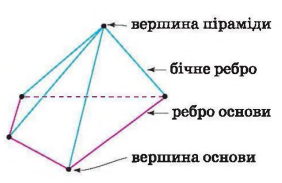 вершина піраміди
бічне ребро
ребро основи
вершина основи